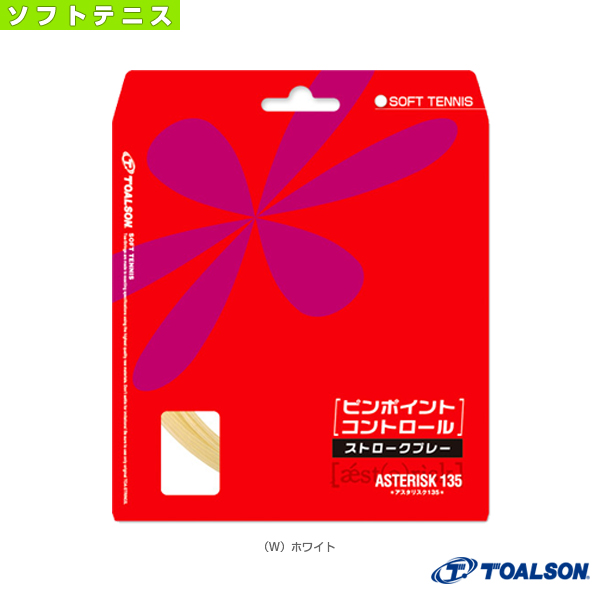 ソフトテニス
SOFT TENNIS
TOALSON
SOFT TENNIS
[ピンポイント
コントロール]
ストロークプレー
ASTERISK 135
*アスタリスク135*
(W) ホワイト
TOALSON